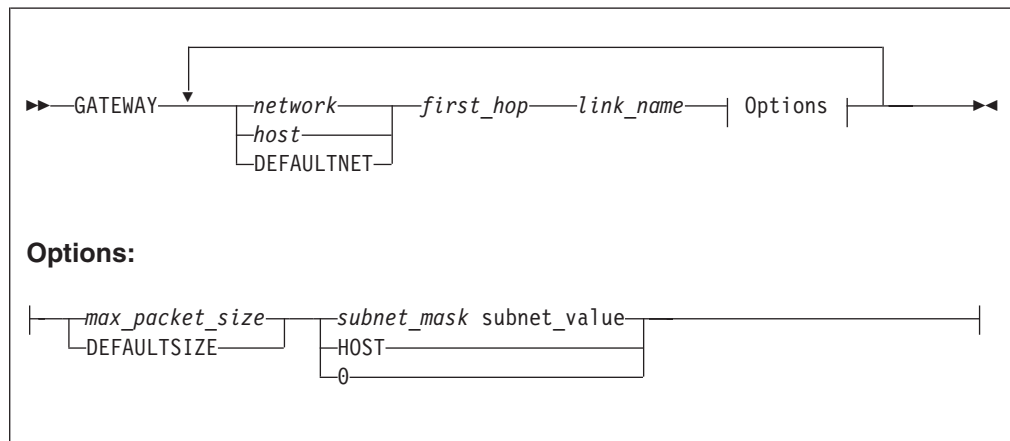 GATEWAY network first_hop link_name Options
host
DEFAULTNET
Options:
max_packet_size subnet_mask subnet_value
DEFAULTSIZE HOST
0